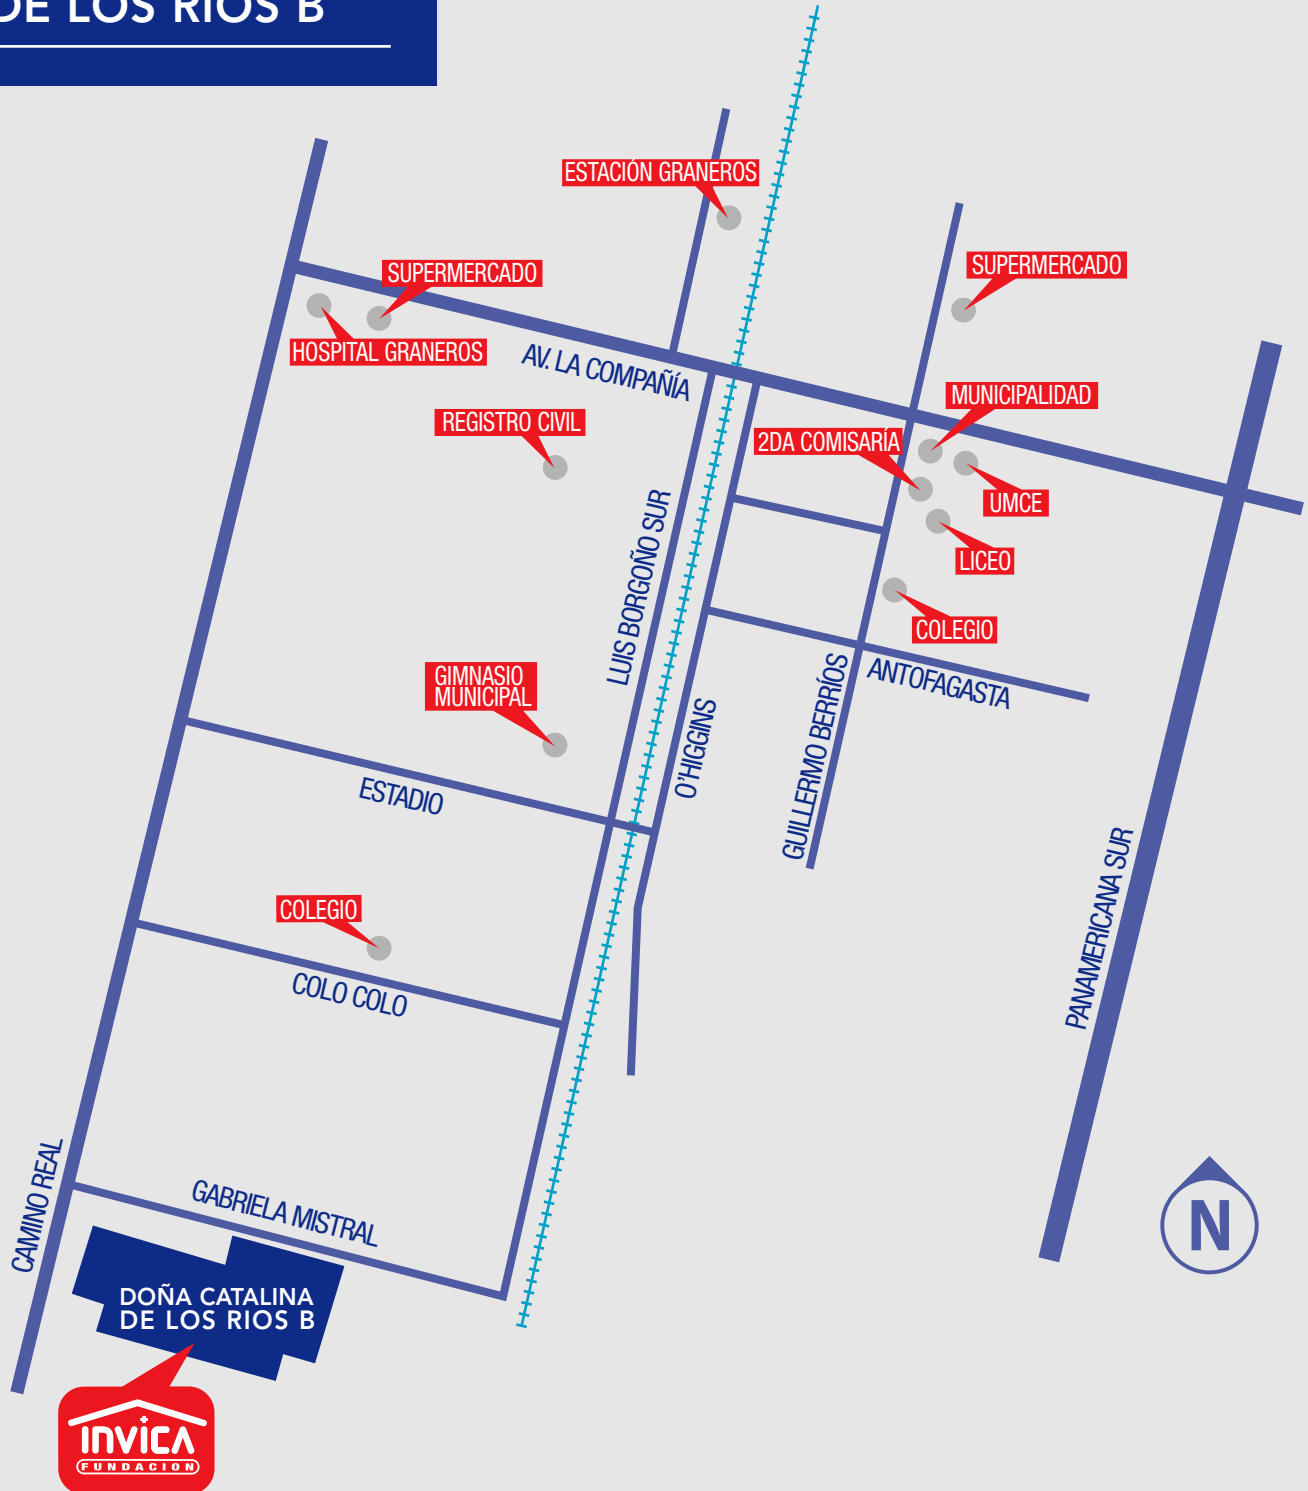 DE LOS RIOS B
ESTACIÓN GRANEROS
SUPERMERCADO
SUPERMERCADO
HOSPITAL GRANEROS
AV. LA COMPAÑÍA
MUNICIPALIDAD
REGISTRO CIVIL
2DA COMISARÍA
UMCE
LUIS BORGOÑO SUR
LICEO
COLEGIO
GIMNASIO
MUNICIPAL
ANTOFAGASTA
O'HIGGINS
GUILLERMO BERRÍOS
ESTADIO
PANAMERICANA SUR
COLEGIO
COLO COLO
CAMINO REAL
GABRIELA MISTRAL
N
DOÑA CATALINA
DE LOS RIOS B
INVICA
FUNDACION